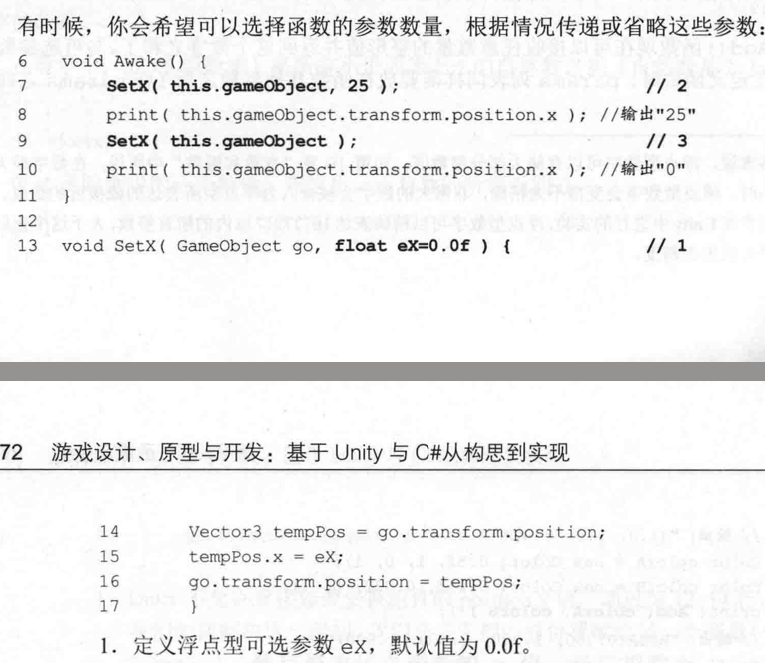 有时候，你会希望可以选择函数的参数数量，根据情况传递或省略这些参数：
6 void Awake() {
7 SetX( this.gameObject, 25 ); // 2
8 print( this.gameObject.transform.position.x ); //输出"25"
9 SetX( this.gameObject ); // 3
10 print( this.gameObject.transform.position.x ); //输出"0"
11 }
12
13 void SetX( GameObject go, float eX=0.0f ) { // 1
72 游戏设计、原型与开发：基于 Unity 与 C#从构思到实现
14 Vector3 tempPos = go.transform.position;
15 tempPos.x = eX;
16 go.transform.position = tempPos;
17 }
1．定义浮点型可选参数 eX，默认值为 0.0f。